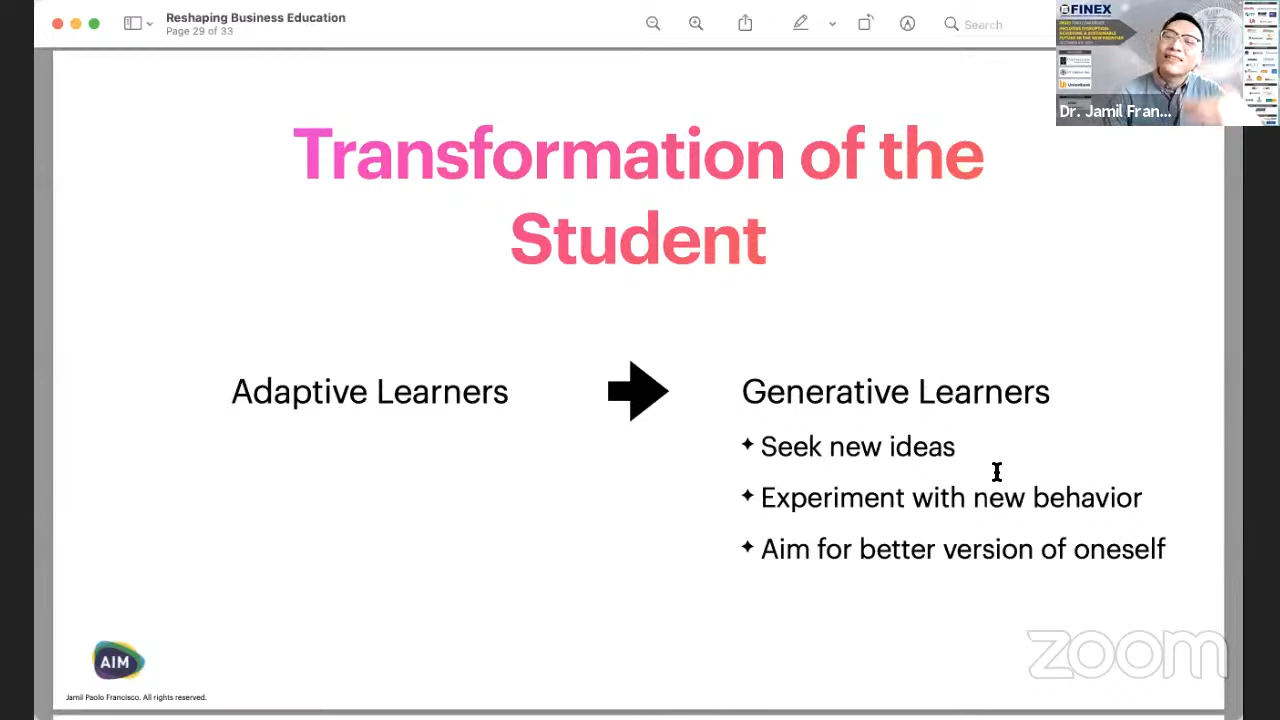 Reshaping Business Education
Page 29 of 33
Search
FINEX
Dr. Jamil Fran...
UnionBank
Transformation of the
Student
Adaptive Learners
Generative Learners
✦ Seek new ideas
✦ Experiment with new behavior
✦ Aim for better version of oneself
AIM
Jamil Paolo Francisco. All rights reserved.
zoom